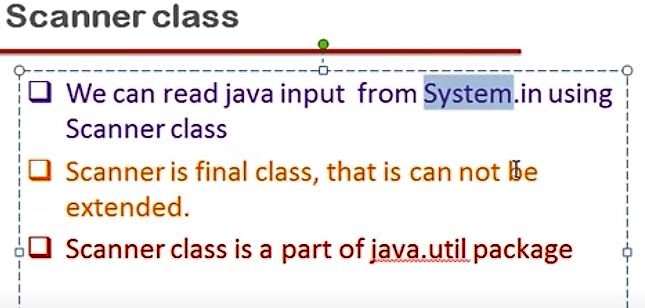 Scanner class
We can read java input from System.in using
Scanner class
Scanner is final class, that is can not be
extended.
Scanner class is a part of java.util package